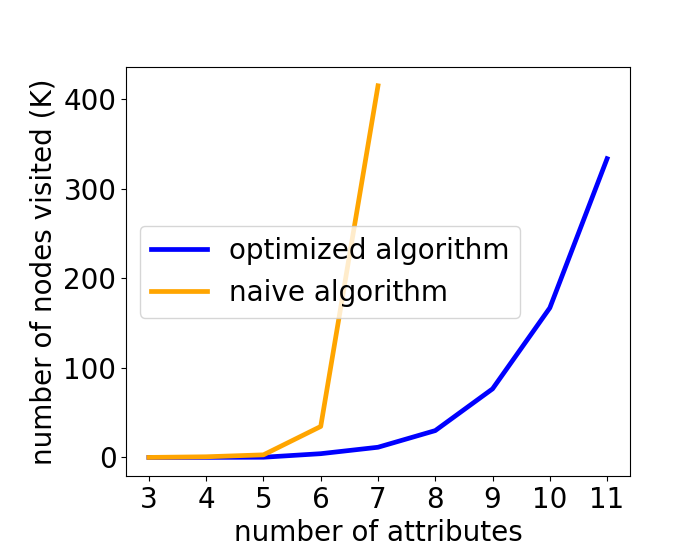 number of nodes visited (K)
400
300
200
100
0
optimized algorithm
naive algorithm
3 4 5 6 7 8 9 10 11
number of attributes